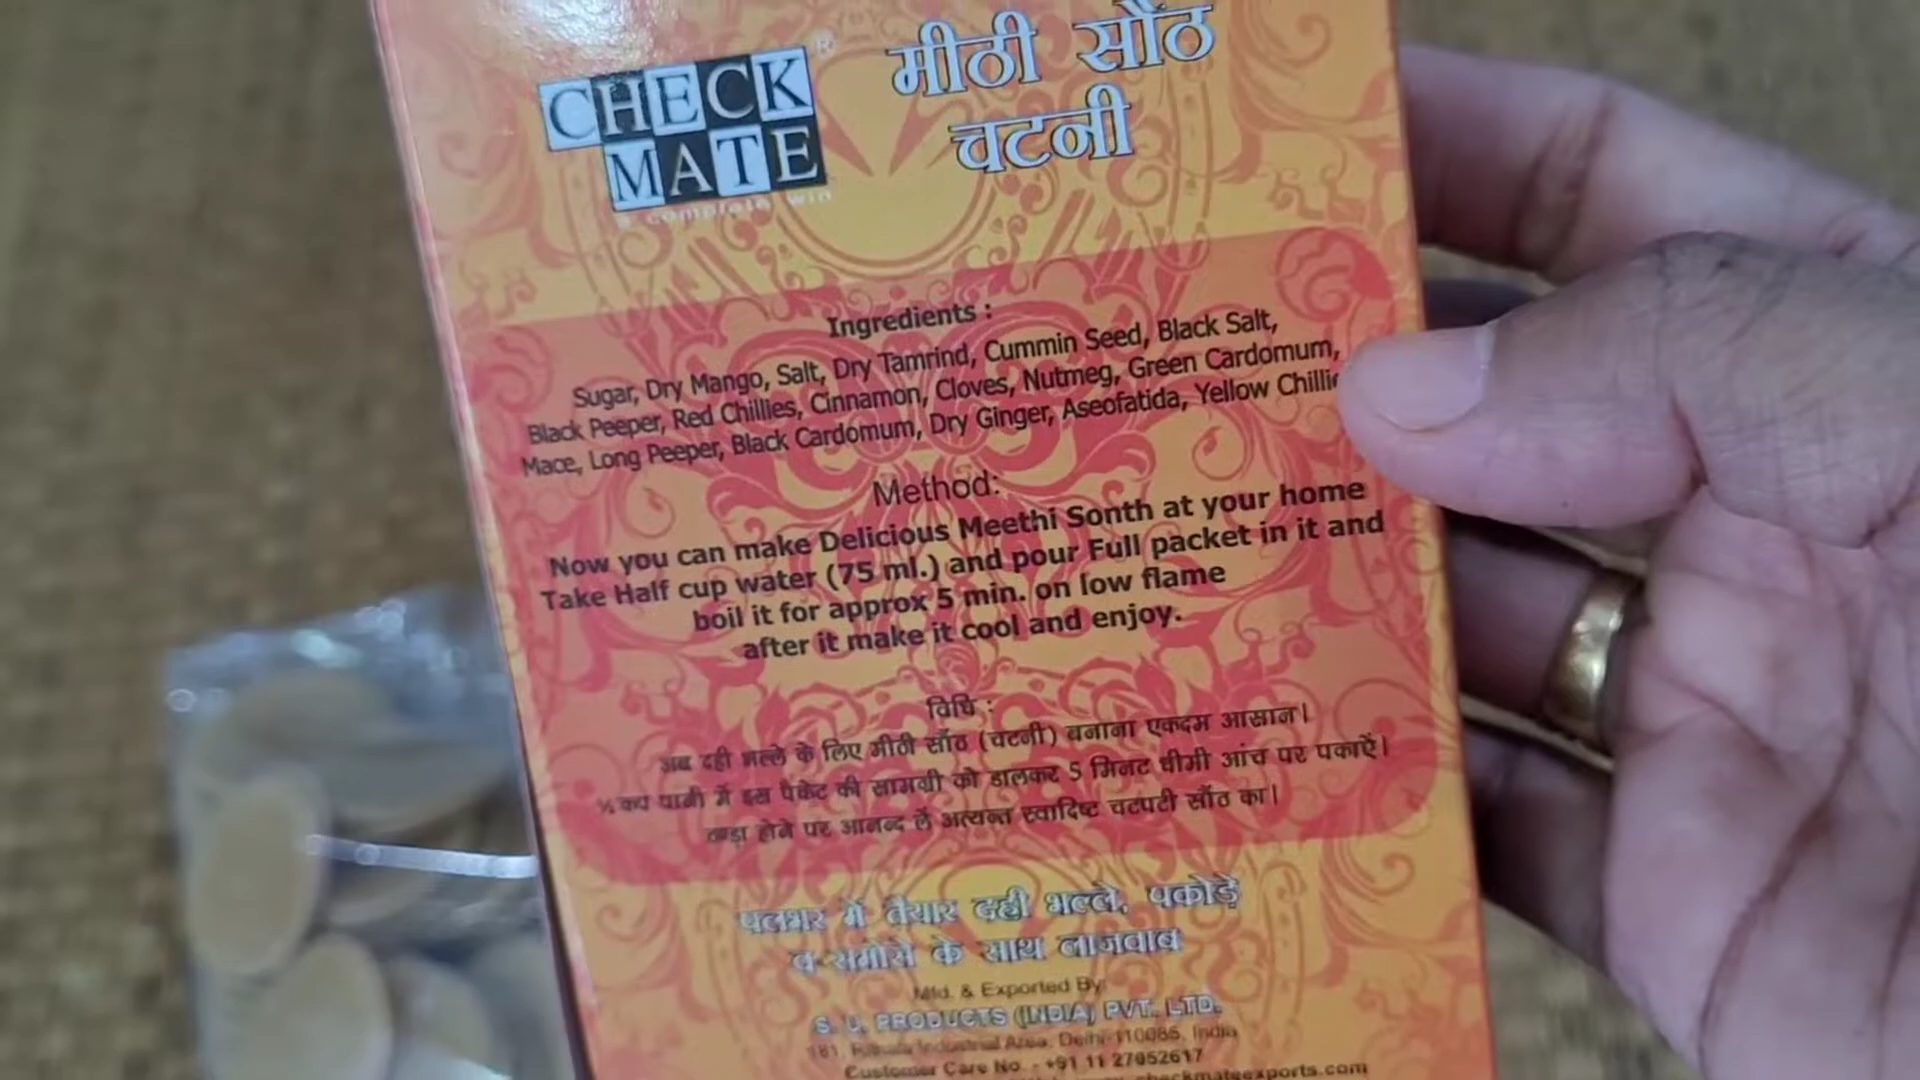 CHECK
MATE
®
complete win
मीठी सौंठ
चटनी
Ingredients :
Sugar, Dry Mango, Salt, Dry Tamrind, Cummin Seed, Black Salt,
Black Peeper, Red Chillies, Cinnamon, Cloves, Nutmeg, Green Cardomum,
Mace, Long Peeper, Black Cardomum, Dry Ginger, Aseofatida, Yellow
Method:
Now you can make Delicious Meethi Sonth at your home
Take Half cup water (75 ml.) and pour Full packet in it and
boil it for approx 5 min. on low flame
after it make it cool and enjoy.
विधि :
अब दही भल्ले के लिए मीठी सौंठ (चटनी) बनाना एकदम आसान।
½ कप पानी में इस पैकेट की सामग्री को डालकर 5 मिनट धीमी आंच पर पकाऐं।
ठण्डा होने पर आनन्द लें अत्यन्त स्वादिष्ट चटपटी सौंठ का।
पलभर में तैयार दही भल्ले, पकोड़े
व समोसे के साथ लाजवाब
Mfd. & Exported By:
S. U. PRODUCTS (INDIA) PVT. LTD.
181, Industrial Area, Delhi-110085, India
Customer Care No. - +91 11 27052617